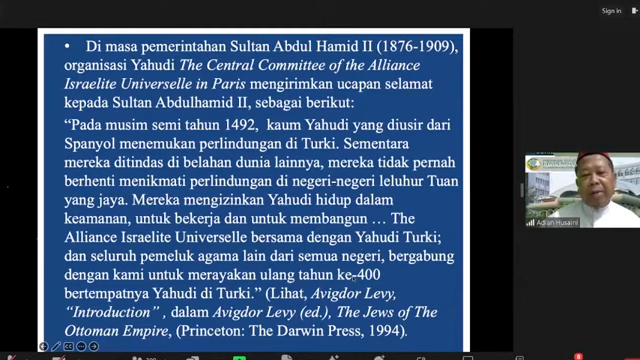 Sign in
• Di masa pemerintahan Sultan Abdul Hamid II (1876-1909),
organisasi Yahudi The Central Committee of the Alliance
Israelite Universelle in Paris mengirimkan ucapan selamat
kepada Sultan Abdulhamid II, sebagai berikut:
“Pada musim semi tahun 1492, kaum Yahudi yang diusir dari
Spanyol menemukan perlindungan di Turki. Sementara
mereka ditindas di belahan dunia lainnya, mereka tidak pernah
berhenti menikmati perlindungan di negeri-negeri leluhur Tuan
yang jaya. Mereka mengizinkan Yahudi hidup dalam
keamanan, untuk bekerja dan untuk membangun … The
Alliance Israelite Universelle bersama dengan Yahudi Turki;
dan seluruh pemeluk agama lain dari semua negeri, bergabung
dengan kami untuk merayakan ulang tahun ke-400
bertempatnya Yahudi di Turki.” (Lihat, Avigdor Levy,
“Introduction” , dalam Avigdor Levy (ed.), The Jews of The
Ottoman Empire, (Princeton: The Darwin Press, 1994).
Adian Husaini